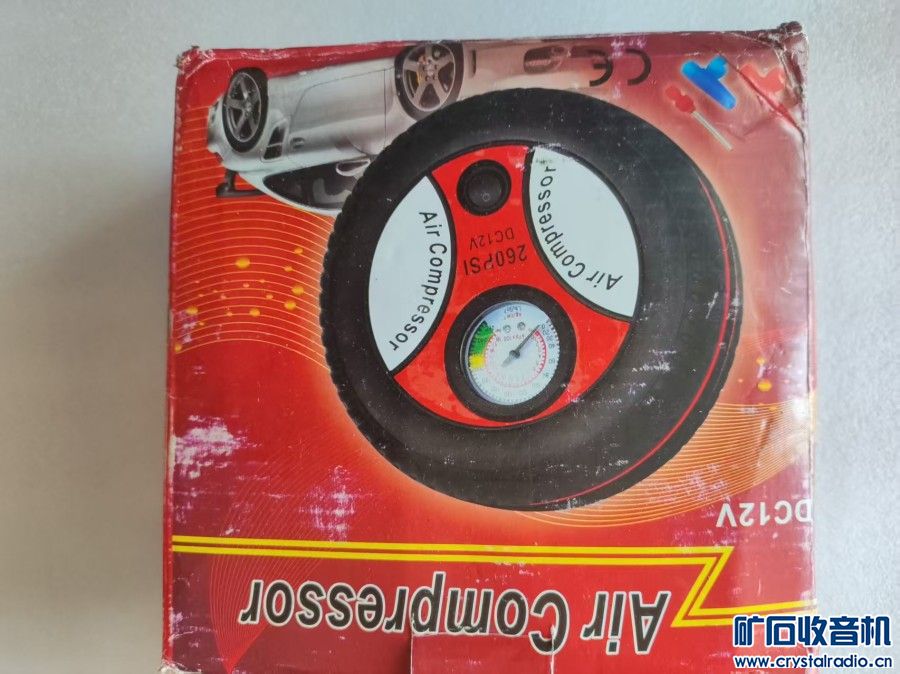 Air Compressor
DC12V
CE
Air Compressor
260PSI
DC12V
Air Compressor
矿石收音机
www.crystalradio.cn